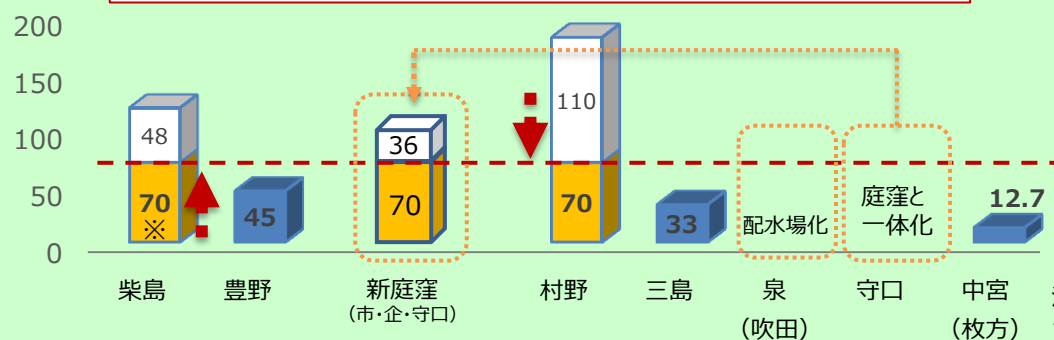 200
150
100
50
0
48
70
※
45
36
70
110
70
33
配水場化
庭窪と
一体化
12.7
柴島
豊野
新庭窪
(市・企・守口)
村野
三島
泉
(吹田)
守口
中宮
(枚方)